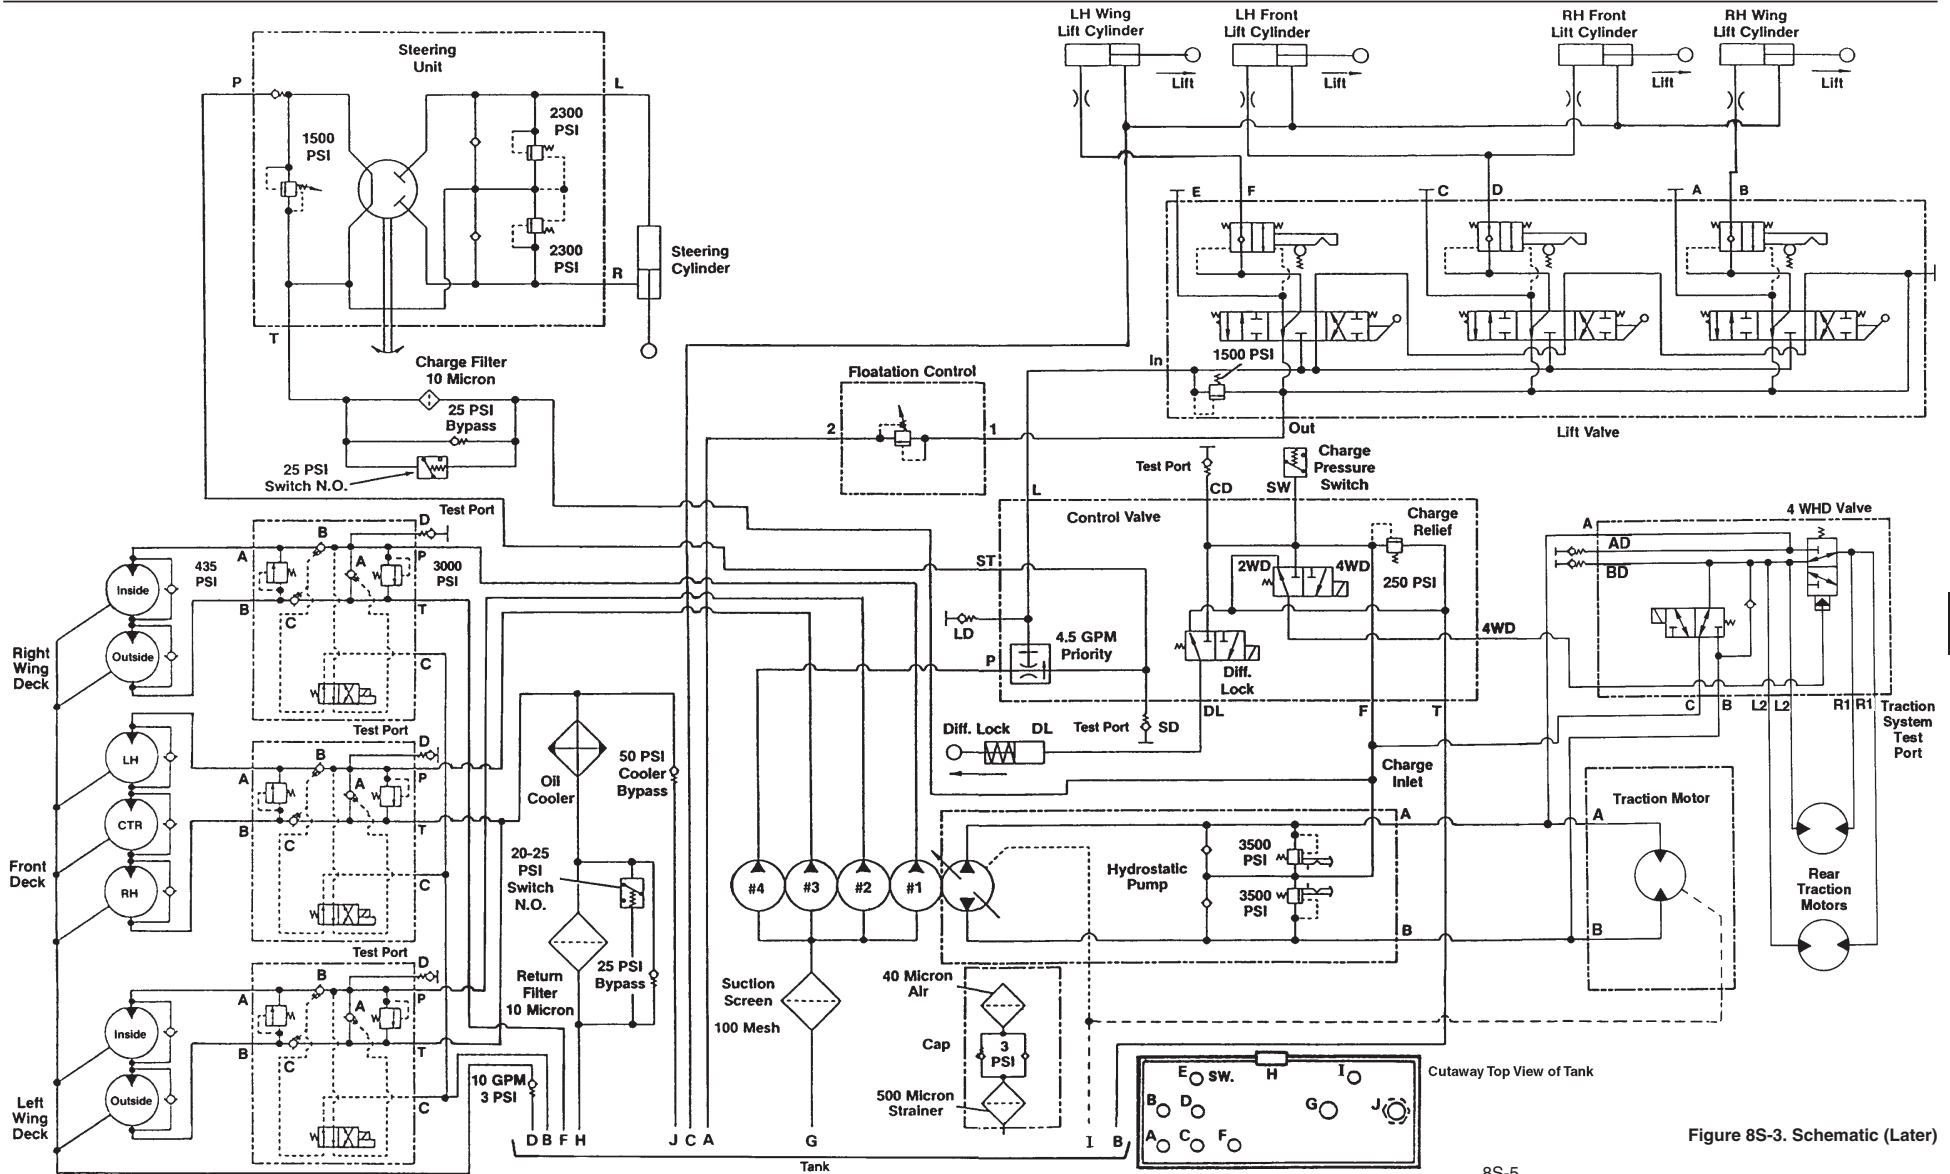 LH Wing
Lift Cylinder
LH Front
Lift Cylinder
RH Front
Lift Cylinder
RH Wing
Lift Cylinder
Lift
Lift
Lift
Lift
Steering
Unit
P
L
1500
PSI
2300
PSI
2300
PSI
R
T
Steering
Cylinder
E
F
C
D
A
B
In
1500 PSI
Out
Lift Valve
Charge Filter
10 Micron
25 PSI
Bypass
25 PSI
Switch N.O.
Floatation Control
2
1
Test Port
CD
Charge
Pressure
Switch
SW
L
Control Valve
Charge
Relief
250 PSI
2WD
4WD
ST
LD
P
4.5 GPM
Priority
Diff.
Lock
4WD
DL
F
T
Test Port
SD
Diff. Lock
DL
Charge
Inlet
4 WHD Valve
A
AD
BD
C
B
L2
L2
R1
R1
Traction
System
Test
Port
Test Port
D
435
PSI
A
B
A
P
3000
PSI
B
C
T
C
Inside
Outside
Right
Wing
Deck
Test Port
D
A
B
A
P
B
C
T
C
LH
CTR
RH
Front
Deck
Test Port
D
A
B
A
P
B
C
T
C
Inside
Outside
Left
Wing
Deck
Oil
Cooler
50 PSI
Cooler
Bypass
20-25
PSI
Switch
N.O.
Return
Filter
10 Micron
25 PSI
Bypass
10 GPM
3 PSI
#4
#3
#2
#1
Suction
Screen
100 Mesh
Hydrostatic
Pump
3500
PSI
3500
PSI
A
B
Traction Motor
A
B
Rear
Traction
Motors
40 Micron
Air
Cap
3
PSI
500 Micron
Strainer
D B F H
J C A
G
I
B
Tank
E
SW.
H
I
B
D
G
J
A
C
F
Cutaway Top View of Tank
Figure 8S-3. Schematic (Later)
8S-5